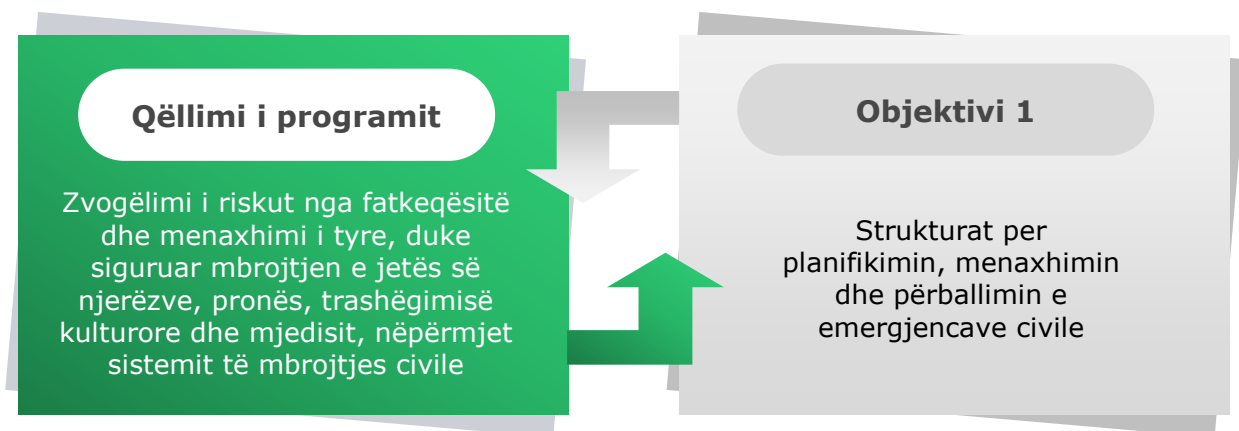 Qëllimi i programit
Zvogëlimi i riskut nga fatkeqësitë
dhe menaxhimi i tyre, duke
siguruar mbrojtjen e jetës së
njerëzve, pronës, trashëgimisë
kulturore dhe mjedisit, nëpërmjet
sistemit të mbrojtjes civile
Objektivi 1
Strukturat per
planifikimin, menaxhimin
dhe përballimin e
emergjencave civile